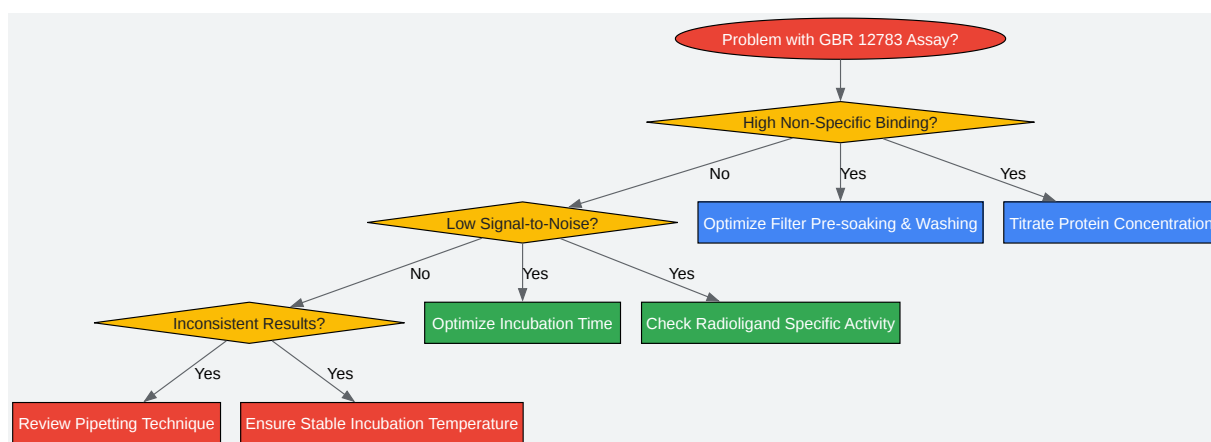 Problem with GBR 12783 Assay?
High Non-Specific Binding?
No
Yes
Yes
Low Signal-to-Noise?
Optimize Filter Pre-soaking & Washing
Titrate Protein Concentration
No
Yes
Yes
Inconsistent Results?
Optimize Incubation Time
Check Radioligand Specific Activity
Yes
Yes
Review Pipetting Technique
Ensure Stable Incubation Temperature